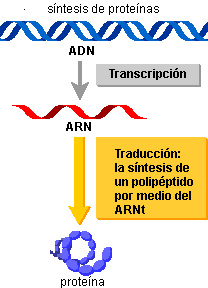 síntesis de proteínas
ADN
Transcripción
ARN
Traducción:
la síntesis de
un polipéptido
por medio del
ARNt
proteína